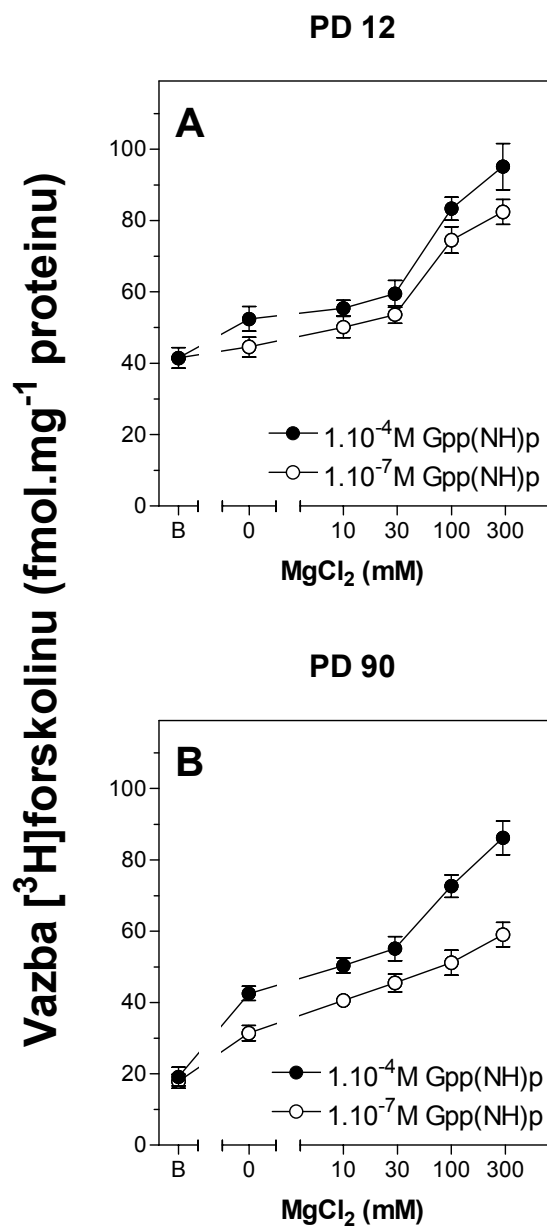 PD 12
A
Vazba [³H]forskolinu (fmol.mg⁻¹ proteinu)
100
80
60
40
20
0
1.10⁻⁴M Gpp(NH)p
1.10⁻⁷M Gpp(NH)p
B 0 10 30 100 300
MgCl₂ (mM)
PD 90
B
100
80
60
40
20
0
1.10⁻⁴M Gpp(NH)p
1.10⁻⁷M Gpp(NH)p
B 0 10 30 100 300
MgCl₂ (mM)